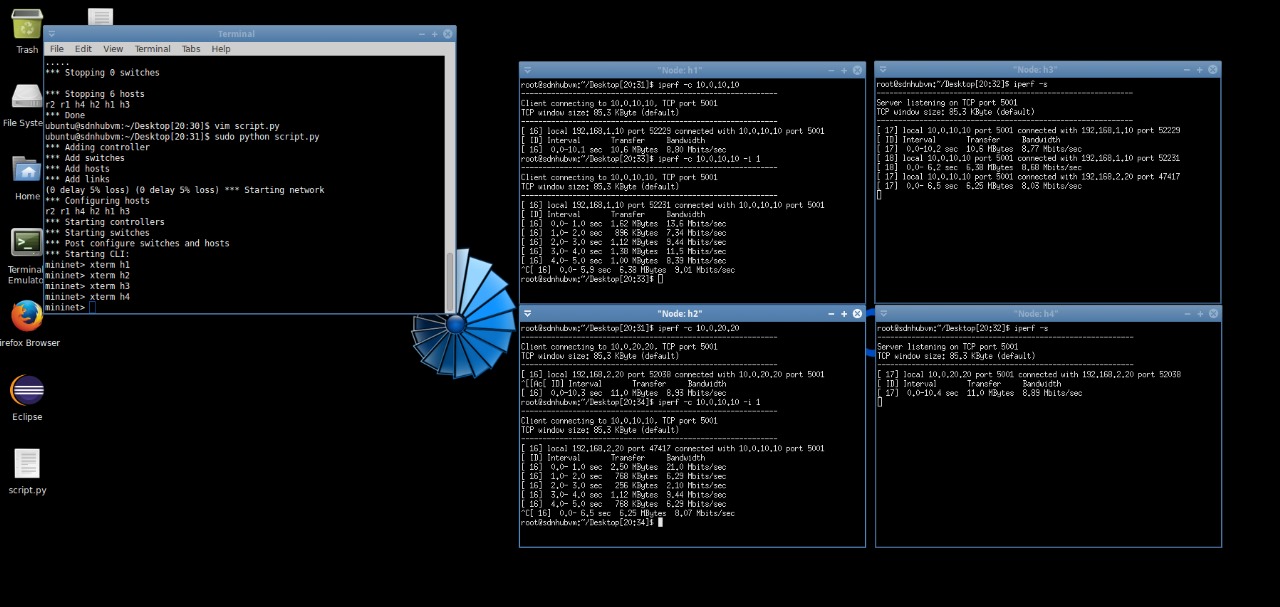 Trash
File Syste
Home
Terminal
Emulato
irefox Browser
Eclipse
script.py
Terminal
File Edit View Terminal Tabs Help
.....
*** Stopping 0 switches

*** Stopping 6 hosts
r2 r1 h4 h2 h1 h3
*** Done
ubuntu@sdnhubvm:~/Desktop[20:30]$ vim script.py
ubuntu@sdnhubvm:~/Desktop[20:31]$ sudo python script.py
*** Adding controller
*** Add switches
*** Add hosts
*** Add links
(0 delay 5% loss) (0 delay 5% loss) *** Starting network
*** Configuring hosts
r2 r1 h4 h2 h1 h3
*** Starting controllers
*** Starting switches
*** Post configure switches and hosts
*** Starting CLI:
mininet> xterm h1
mininet> xterm h2
mininet> xterm h3
mininet> xterm h4
mininet>
"Node: h1"
root@sdnhubvm:~/Desktop[20:31]$ iperf -c 10.0.10.10
------------------------------------------------------------
Client connecting to 10.0.10.10, TCP port 5001
TCP window size: 85.3 KByte (default)
------------------------------------------------------------
[ 16] local 192.168.1.10 port 52229 connected with 10.0.10.10 port 5001
[ ID] Interval Transfer Bandwidth
[ 16] 0.0-10.1 sec 10.6 MBytes 8.80 Mbits/sec
root@sdnhubvm:~/Desktop[20:33]$ iperf -c 10.0.10.10 -i 1
------------------------------------------------------------
Client connecting to 10.0.10.10, TCP port 5001
TCP window size: 85.3 KByte (default)
------------------------------------------------------------
[ 16] local 192.168.1.10 port 52231 connected with 10.0.10.10 port 5001
[ ID] Interval Transfer Bandwidth
[ 16] 0.0- 1.0 sec 1.62 MBytes 13.6 Mbits/sec
[ 16] 1.0- 2.0 sec 896 KBytes 7.34 Mbits/sec
[ 16] 2.0- 3.0 sec 1.12 MBytes 9.44 Mbits/sec
[ 16] 3.0- 4.0 sec 1.38 MBytes 11.5 Mbits/sec
[ 16] 4.0- 5.0 sec 1.00 MBytes 8.39 Mbits/sec
^C[ 16] 0.0- 5.9 sec 6.38 MBytes 9.01 Mbits/sec
root@sdnhubvm:~/Desktop[20:33]$
"Node: h3"
root@sdnhubvm:~/Desktop[20:32]$ iperf -s
------------------------------------------------------------
Server listening on TCP port 5001
TCP window size: 85.3 KByte (default)
------------------------------------------------------------
[ 17] local 10.0.10.10 port 5001 connected with 192.168.1.10 port 52229
[ ID] Interval Transfer Bandwidth
[ 17] 0.0-10.2 sec 10.6 MBytes 8.77 Mbits/sec
[ 18] local 10.0.10.10 port 5001 connected with 192.168.1.10 port 52231
[ 18] 0.0- 6.2 sec 6.38 MBytes 8.68 Mbits/sec
[ 17] local 10.0.10.10 port 5001 connected with 192.168.2.20 port 47417
[ 17] 0.0- 6.5 sec 6.25 MBytes 8.03 Mbits/sec
"Node: h2"
root@sdnhubvm:~/Desktop[20:31]$ iperf -c 10.0.20.20
------------------------------------------------------------
Client connecting to 10.0.20.20, TCP port 5001
TCP window size: 85.3 KByte (default)
------------------------------------------------------------
[ 16] local 192.168.2.20 port 52038 connected with 10.0.20.20 port 5001
^[[Ac[ ID] Interval Transfer Bandwidth
[ 16] 0.0-10.3 sec 11.0 MBytes 8.93 Mbits/sec
root@sdnhubvm:~/Desktop[20:34]$ iperf -c 10.0.10.10 -i 1
------------------------------------------------------------
Client connecting to 10.0.10.10, TCP port 5001
TCP window size: 85.3 KByte (default)
------------------------------------------------------------
[ 16] local 192.168.2.20 port 47417 connected with 10.0.10.10 port 5001
[ ID] Interval Transfer Bandwidth
[ 16] 0.0- 1.0 sec 2.50 MBytes 21.0 Mbits/sec
[ 16] 1.0- 2.0 sec 768 KBytes 6.29 Mbits/sec
[ 16] 2.0- 3.0 sec 256 KBytes 2.10 Mbits/sec
[ 16] 3.0- 4.0 sec 1.12 MBytes 9.44 Mbits/sec
[ 16] 4.0- 5.0 sec 768 KBytes 6.29 Mbits/sec
^C[ 16] 0.0- 6.5 sec 6.25 MBytes 8.07 Mbits/sec
root@sdnhubvm:~/Desktop[20:34]$
"Node: h4"
root@sdnhubvm:~/Desktop[20:32]$ iperf -s
------------------------------------------------------------
Server listening on TCP port 5001
TCP window size: 85.3 KByte (default)
------------------------------------------------------------
[ 17] local 10.0.20.20 port 5001 connected with 192.168.2.20 port 52038
[ ID] Interval Transfer Bandwidth
[ 17] 0.0-10.4 sec 11.0 MBytes 8.89 Mbits/sec